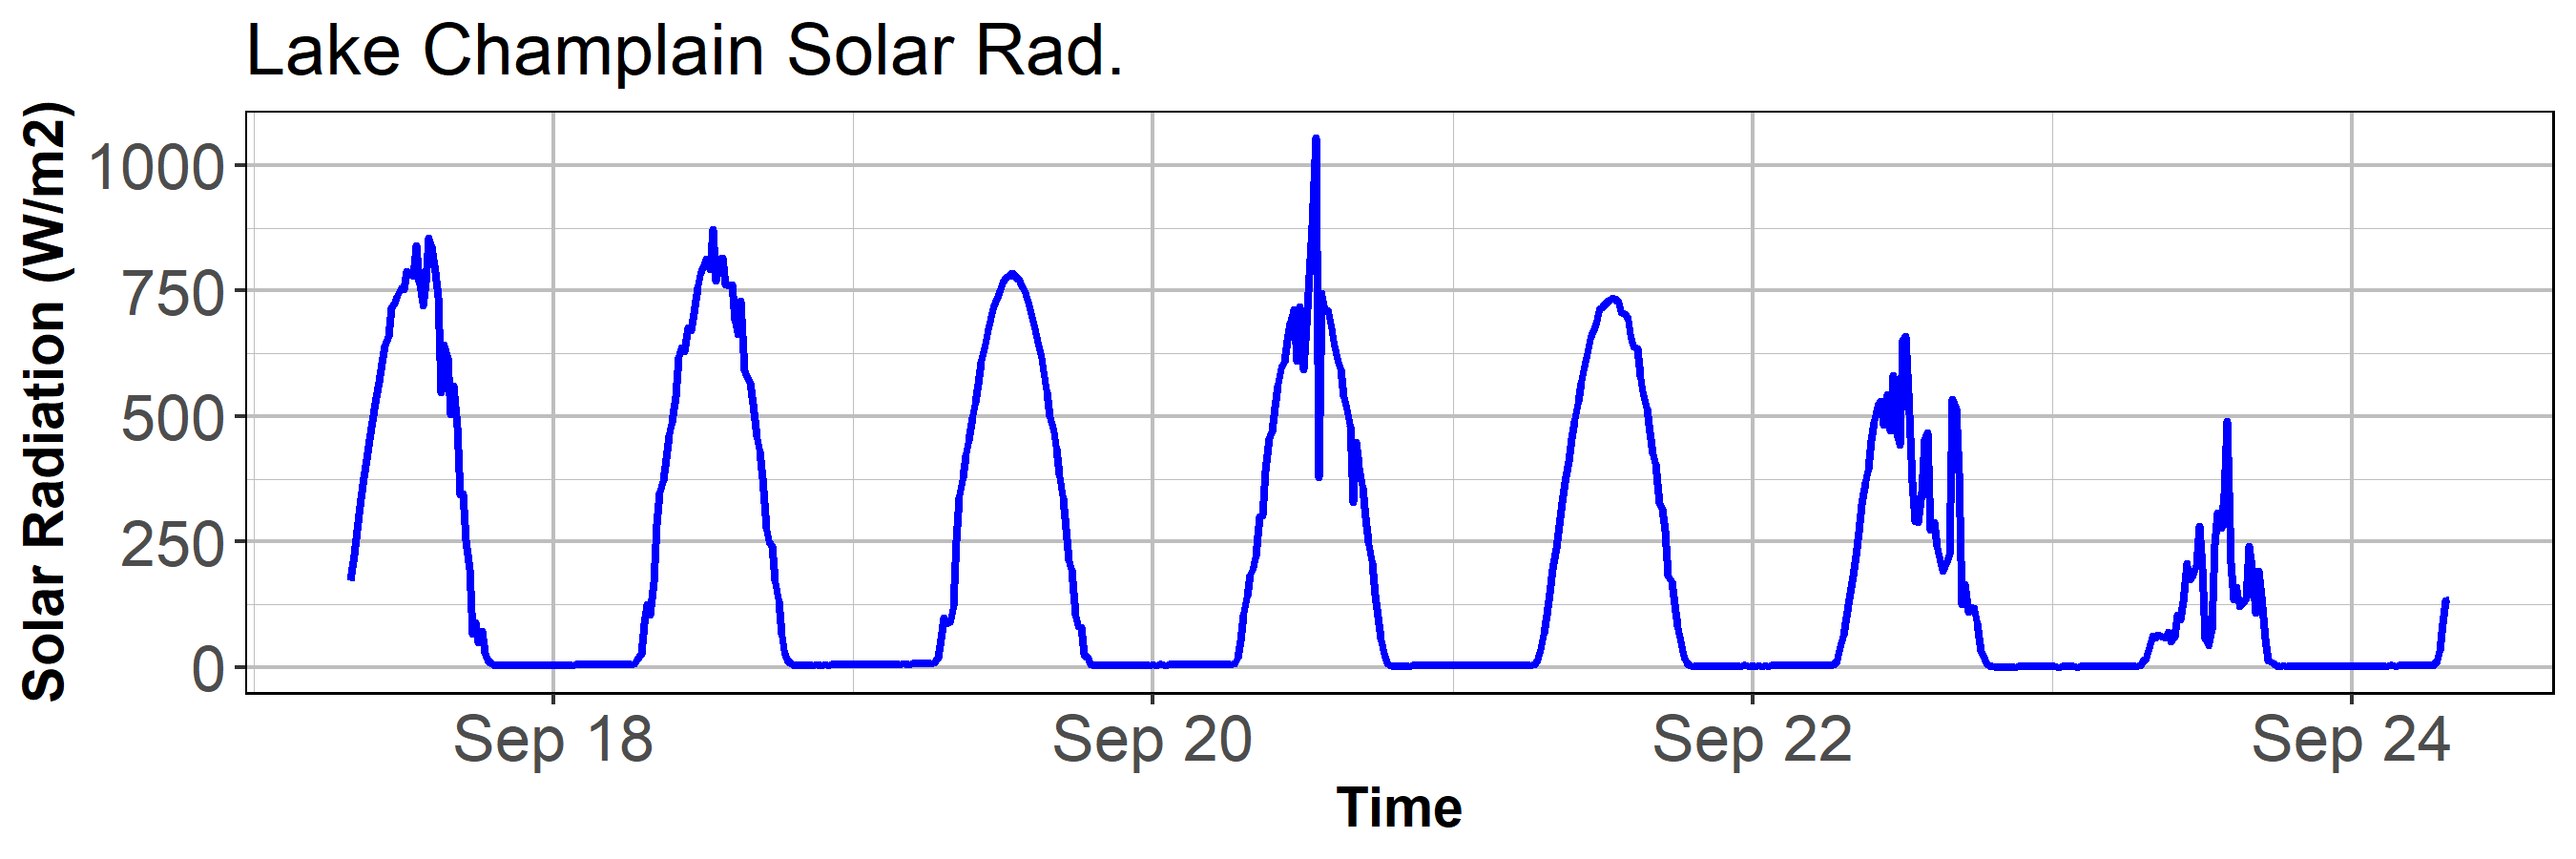 Lake Champlain Solar Rad.
Solar Radiation (W/m2)
1000
750
500
250
0
Sep 18 Sep 20 Sep 22 Sep 24
Time